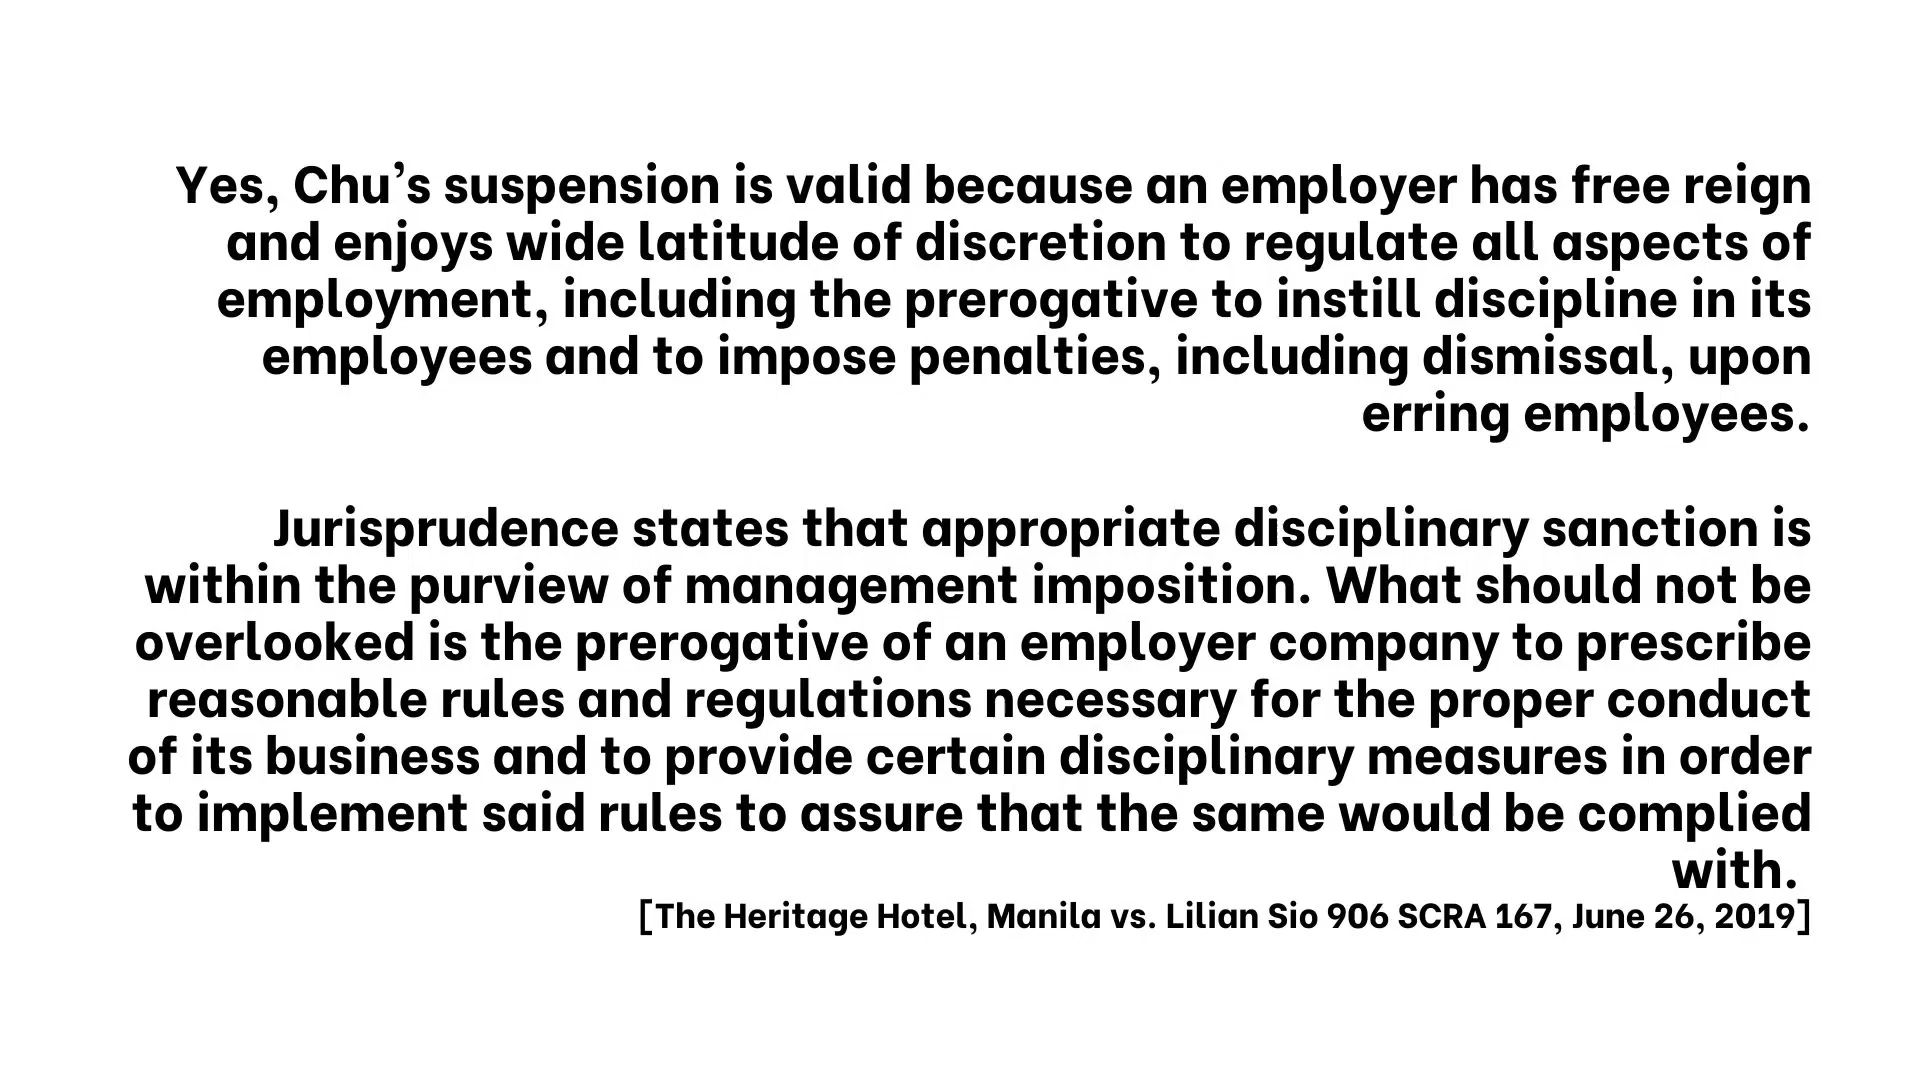 Yes, Chu’s suspension is valid because an employer has free reign
and enjoys wide latitude of discretion to regulate all aspects of
employment, including the prerogative to instill discipline in its
employees and to impose penalties, including dismissal, upon
erring employees.
Jurisprudence states that appropriate disciplinary sanction is
within the purview of management imposition. What should not be
overlooked is the prerogative of an employer company to prescribe
reasonable rules and regulations necessary for the proper conduct
of its business and to provide certain disciplinary measures in order
to implement said rules to assure that the same would be complied
with.
[The Heritage Hotel, Manila vs. Lilian Sio 906 SCRA 167, June 26, 2019]